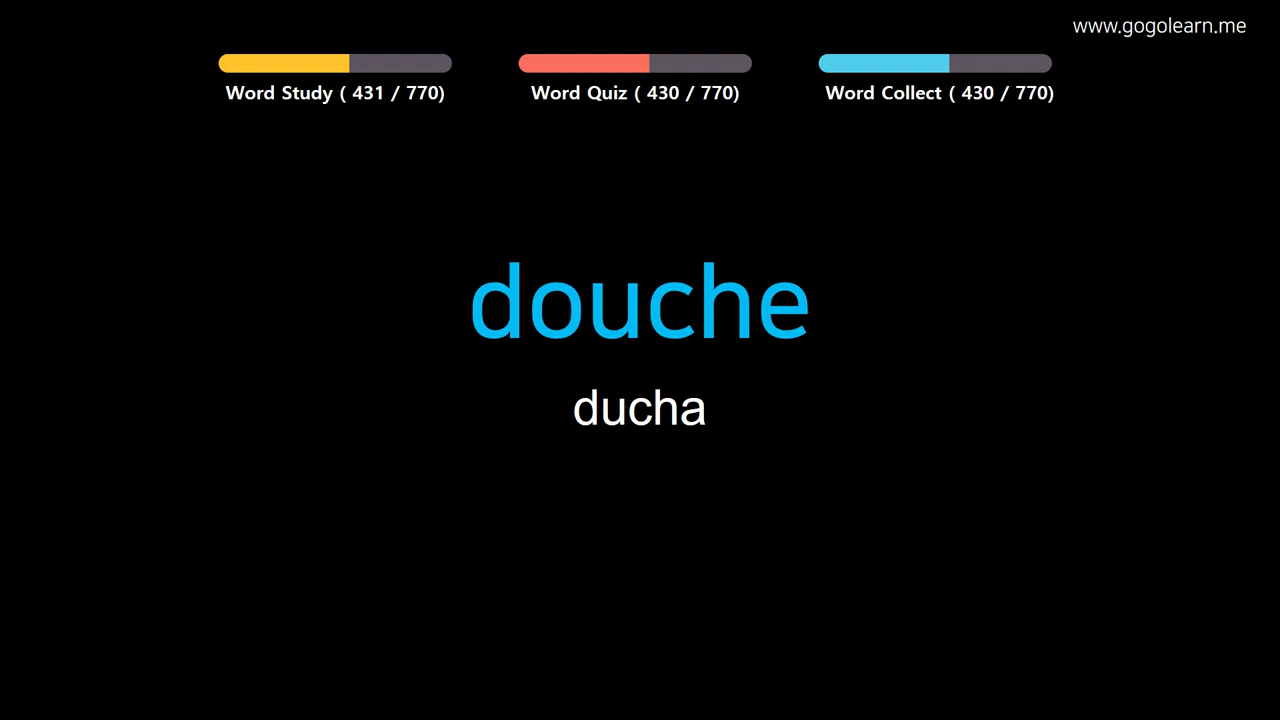 www.gogolearn.me
Word Study ( 431 / 770)
Word Quiz ( 430 / 770)
Word Collect ( 430 / 770)
douche
ducha